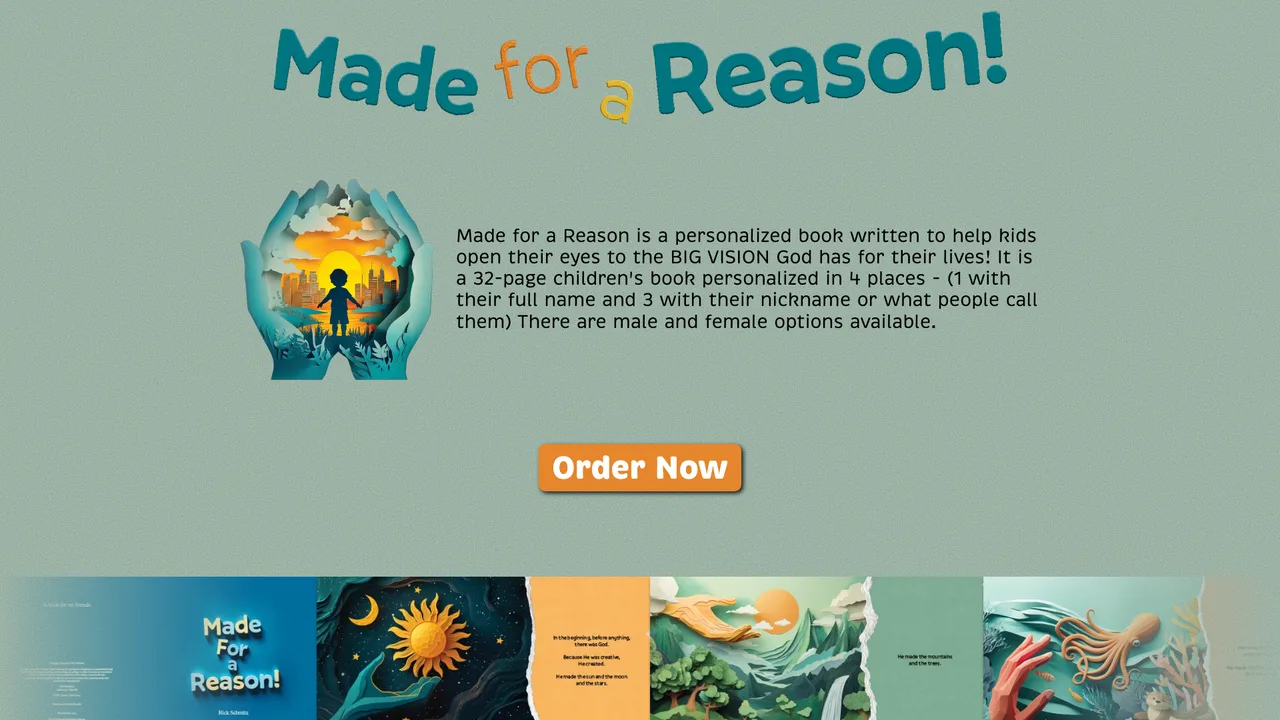 Made for a Reason!
Made for a Reason is a personalized book written to help kids
open their eyes to the BIG VISION God has for their lives! It is
a 32-page children's book personalized in 4 places - (1 with
their full name and 3 with their nickname or what people call
them) There are male and female options available.
Order Now
Made
For
a
Reason!
In the beginning, before anything,
there was God.
Because He was creative,
He created.
He made the sun and the moon
and the stars.
He made the mountains
and the trees.